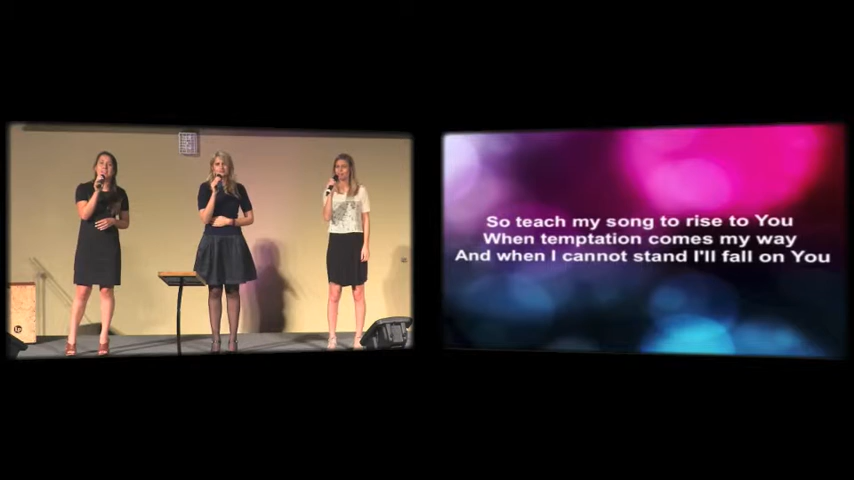 So teach my song to rise to You
When temptation comes my way
And when I cannot stand I'll fall on You